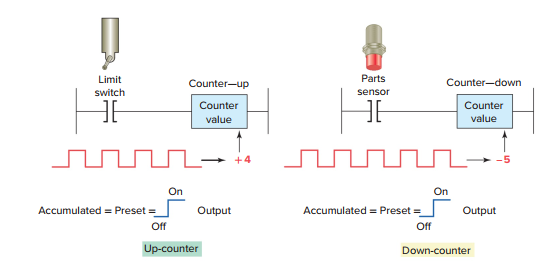 Limit
switch
Counter—up
Counter
value
+4
Accumulated = Preset =
On
Off
Output
Up-counter
Parts
sensor
Counter—down
Counter
value
−5
Accumulated = Preset =
On
Off
Output
Down-counter